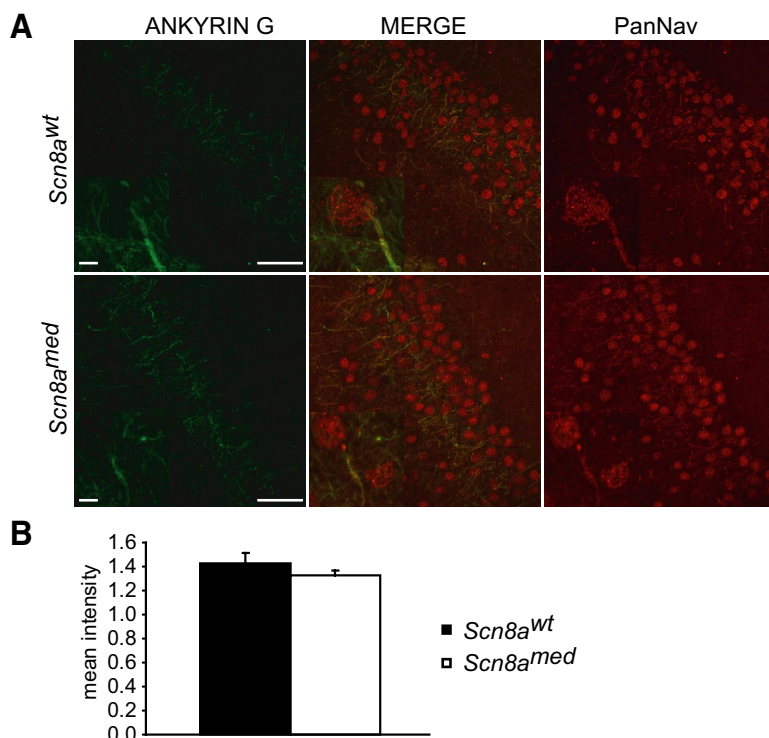 A
ANKYRIN G MERGE PanNav
Scn8a^wt
Scn8a^med
B
mean intensity
1.6
1.4
1.2
1.0
0.8
0.6
0.4
0.2
0.0
Scn8a^wt
Scn8a^med